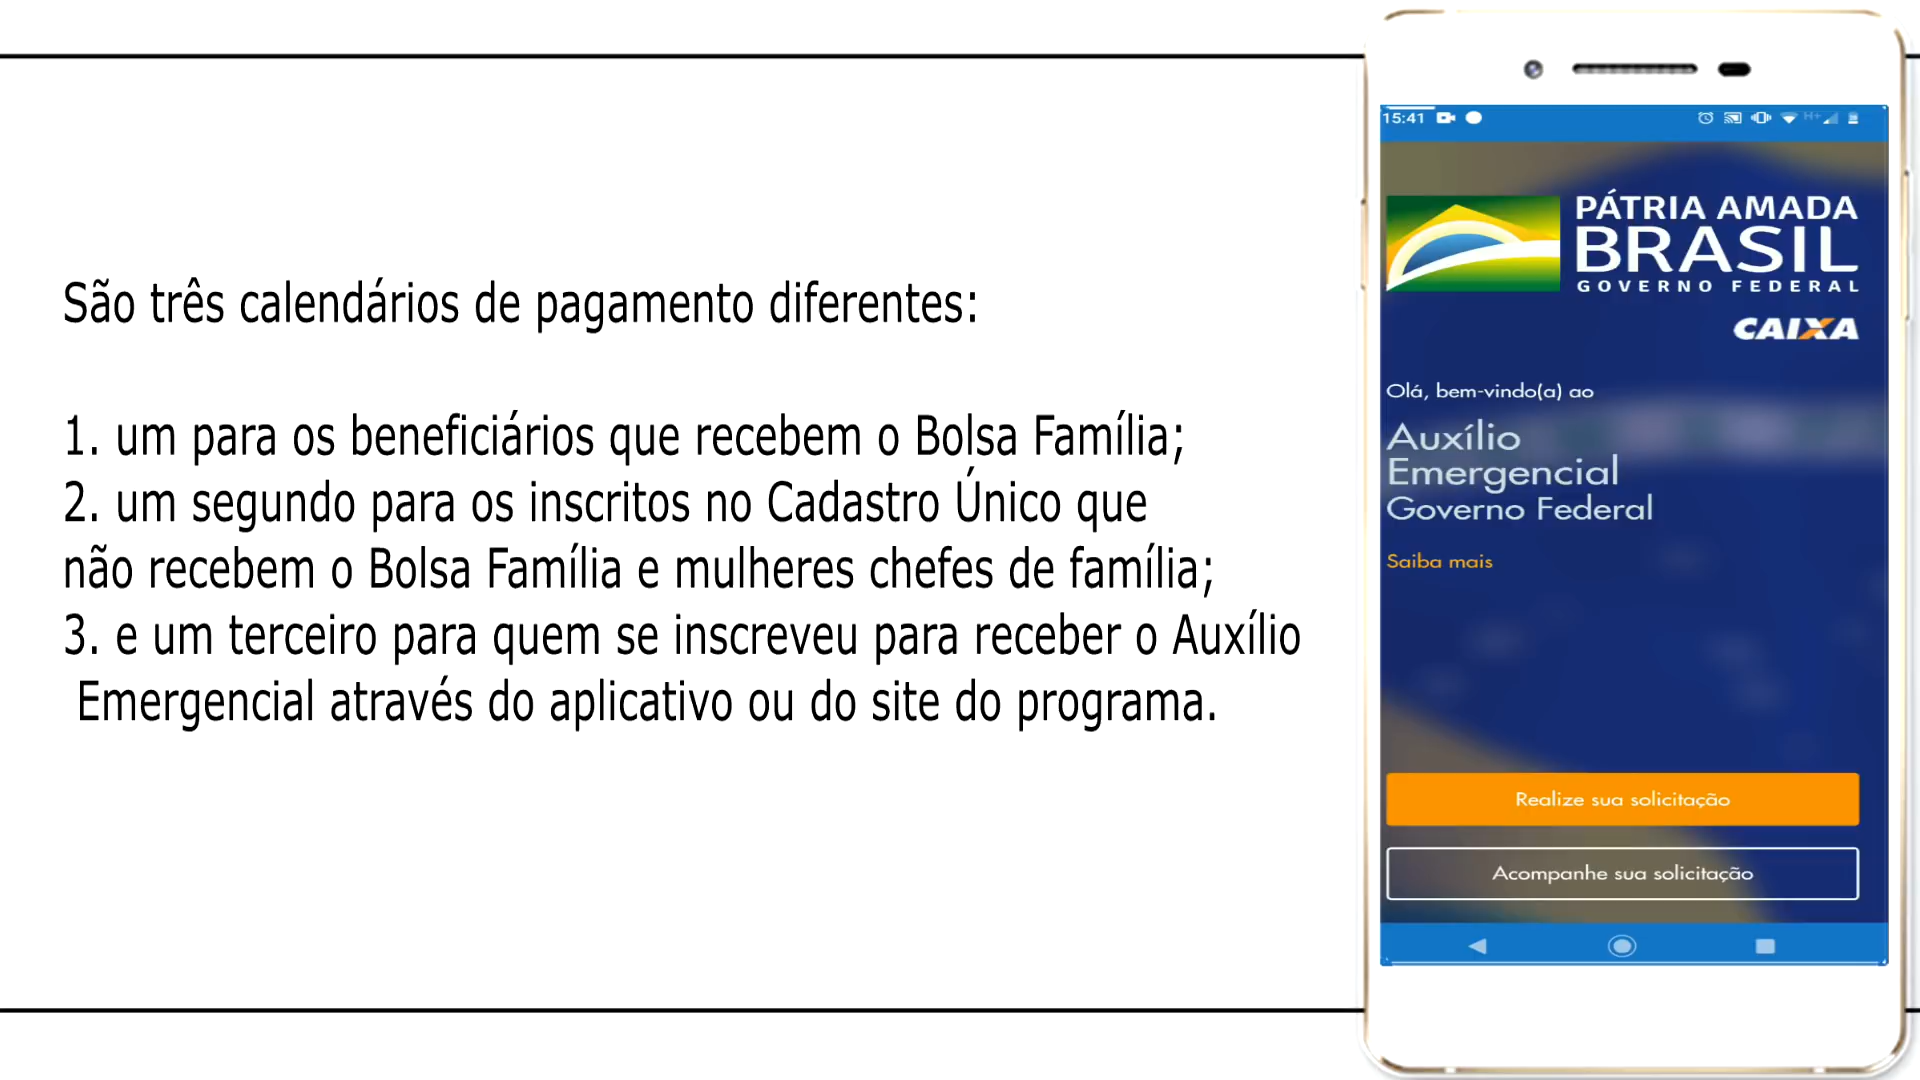 São três calendários de pagamento diferentes:
1. um para os beneficiários que recebem o Bolsa Família;
2. um segundo para os inscritos no Cadastro Único que
não recebem o Bolsa Família e mulheres chefes de família;
3. e um terceiro para quem se inscreveu para receber o Auxílio
Emergencial através do aplicativo ou do site do programa.
15:41
H+
PÁTRIA AMADA
BRASIL
GOVERNO FEDERAL
CAIXA
Olá, bem-vindo(a) ao
Auxílio
Emergencial
Governo Federal
Saiba mais
Realize sua solicitação
Acompanhe sua solicitação